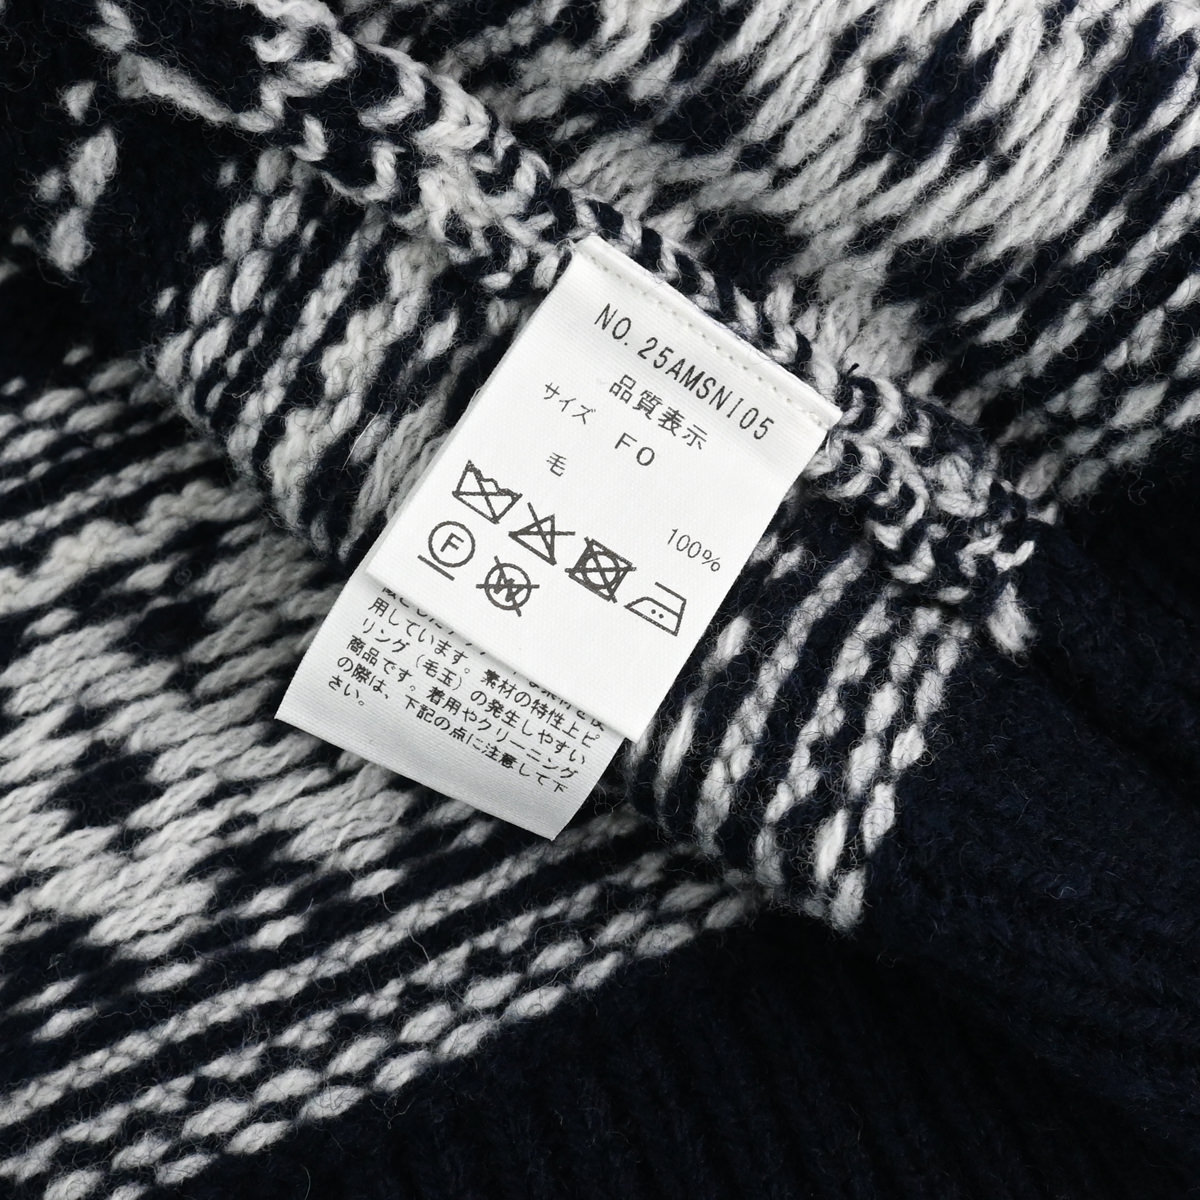 NO.25AMSNI05
品質表示
サイズ FO
毛 100%
F
W
用しています。素材の特性上ピ
リング（毛玉）の発生しやすい
商品です。着用やクリーニング
の際は、下記の点に注意して下
さい。